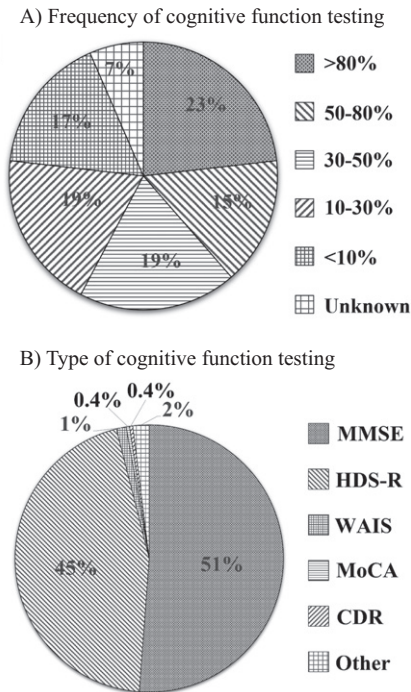 A) Frequency of cognitive function testing
7%
23%
17%
15%
19%
19%
>80%
50-80%
30-50%
10-30%
<10%
Unknown
B) Type of cognitive function testing
0.4%
0.4%
1%
2%
45%
51%
MMSE
HDS-R
WAIS
MoCA
CDR
Other